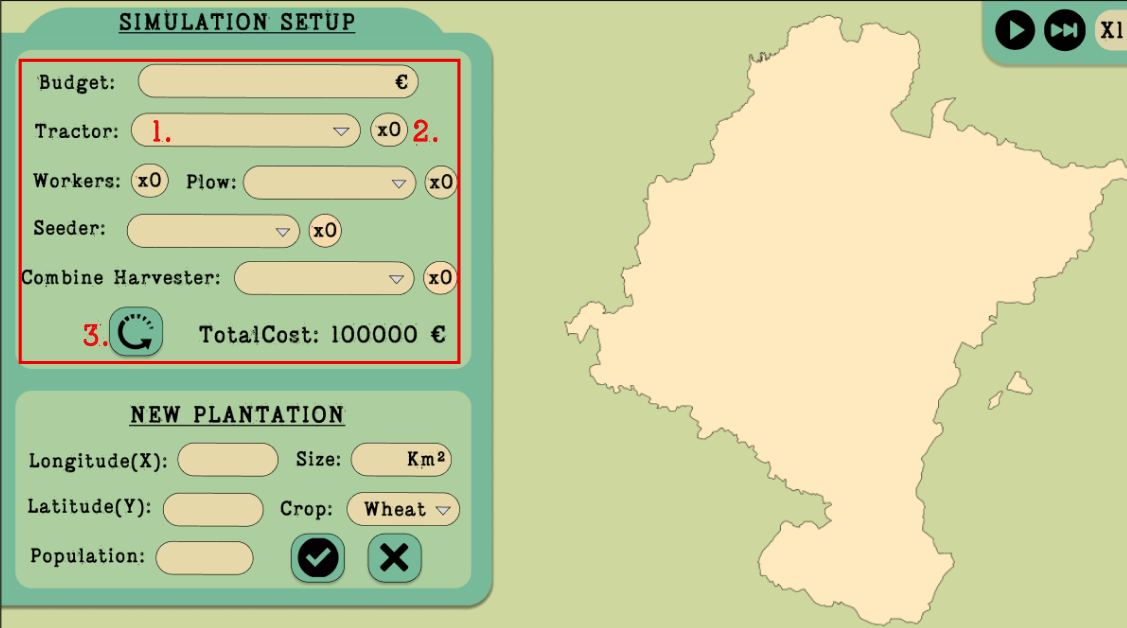 SIMULATION SETUP
X1
Budget: €
Tractor: 1. x0 2.
Workers: x0 Plow: x0
Seeder: x0
Combine Harvester: x0
3. TotalCost: 100000 €
NEW PLANTATION
Longitude(X): Size: Km²
Latitude(Y): Crop: Wheat
Population: